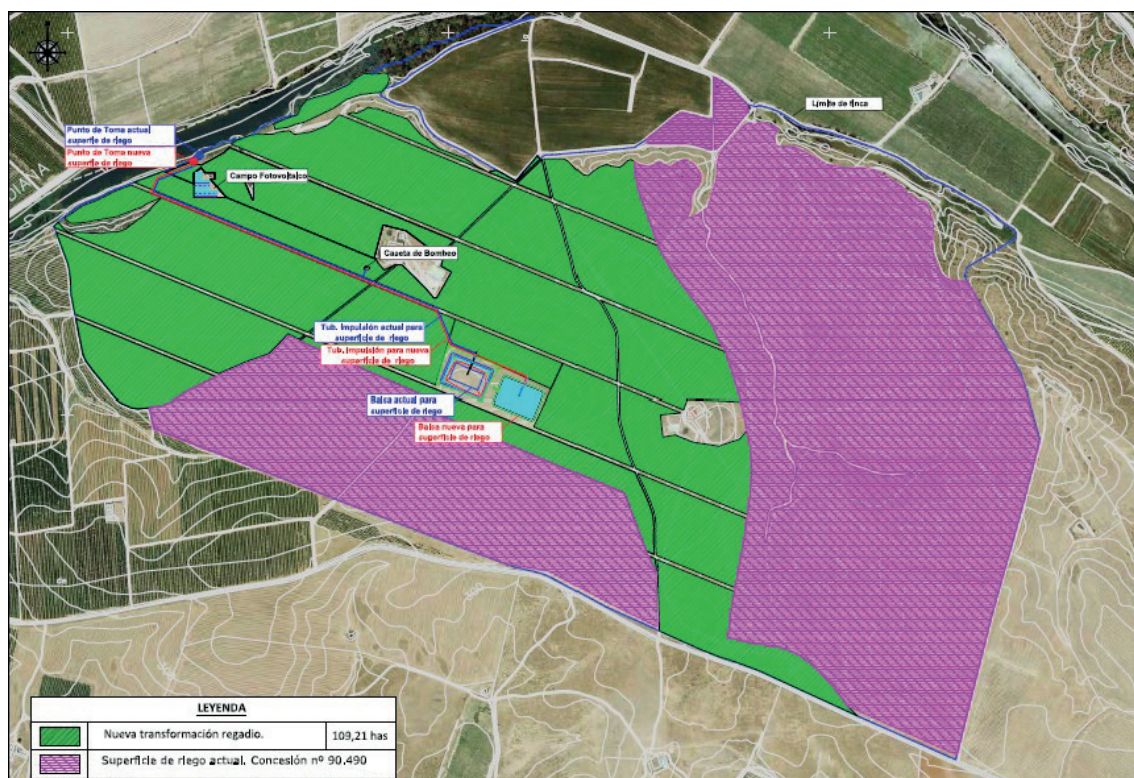 la
Límite de finca
Punto de Toma actual
superficie de riego
Punto de Toma nueva
superficie de riego
Campo Fotovoltaico
Caseta de Bombeo
Tub. Impulsión actual para
superficie de riego
Tub. Impulsión para nueva
superficie de riego
Balsa actual para
superficie de riego
Balsa nueva para
superficie de riego
de
LEYENDA
Nueva transformación regadío. 109,21 has
Superficie de riego actual. Concesión nº 90.490